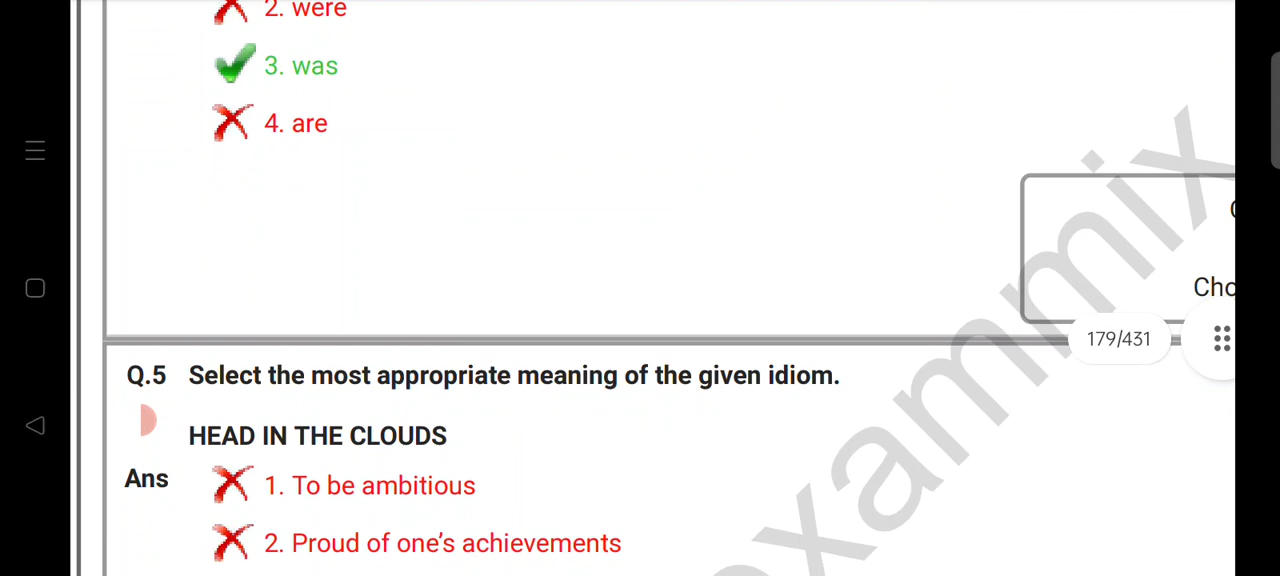 2. were
3. was
4. are
Cho
179/431
Q.5 Select the most appropriate meaning of the given idiom.
HEAD IN THE CLOUDS
Ans
1. To be ambitious
2. Proud of one's achievements
exammix